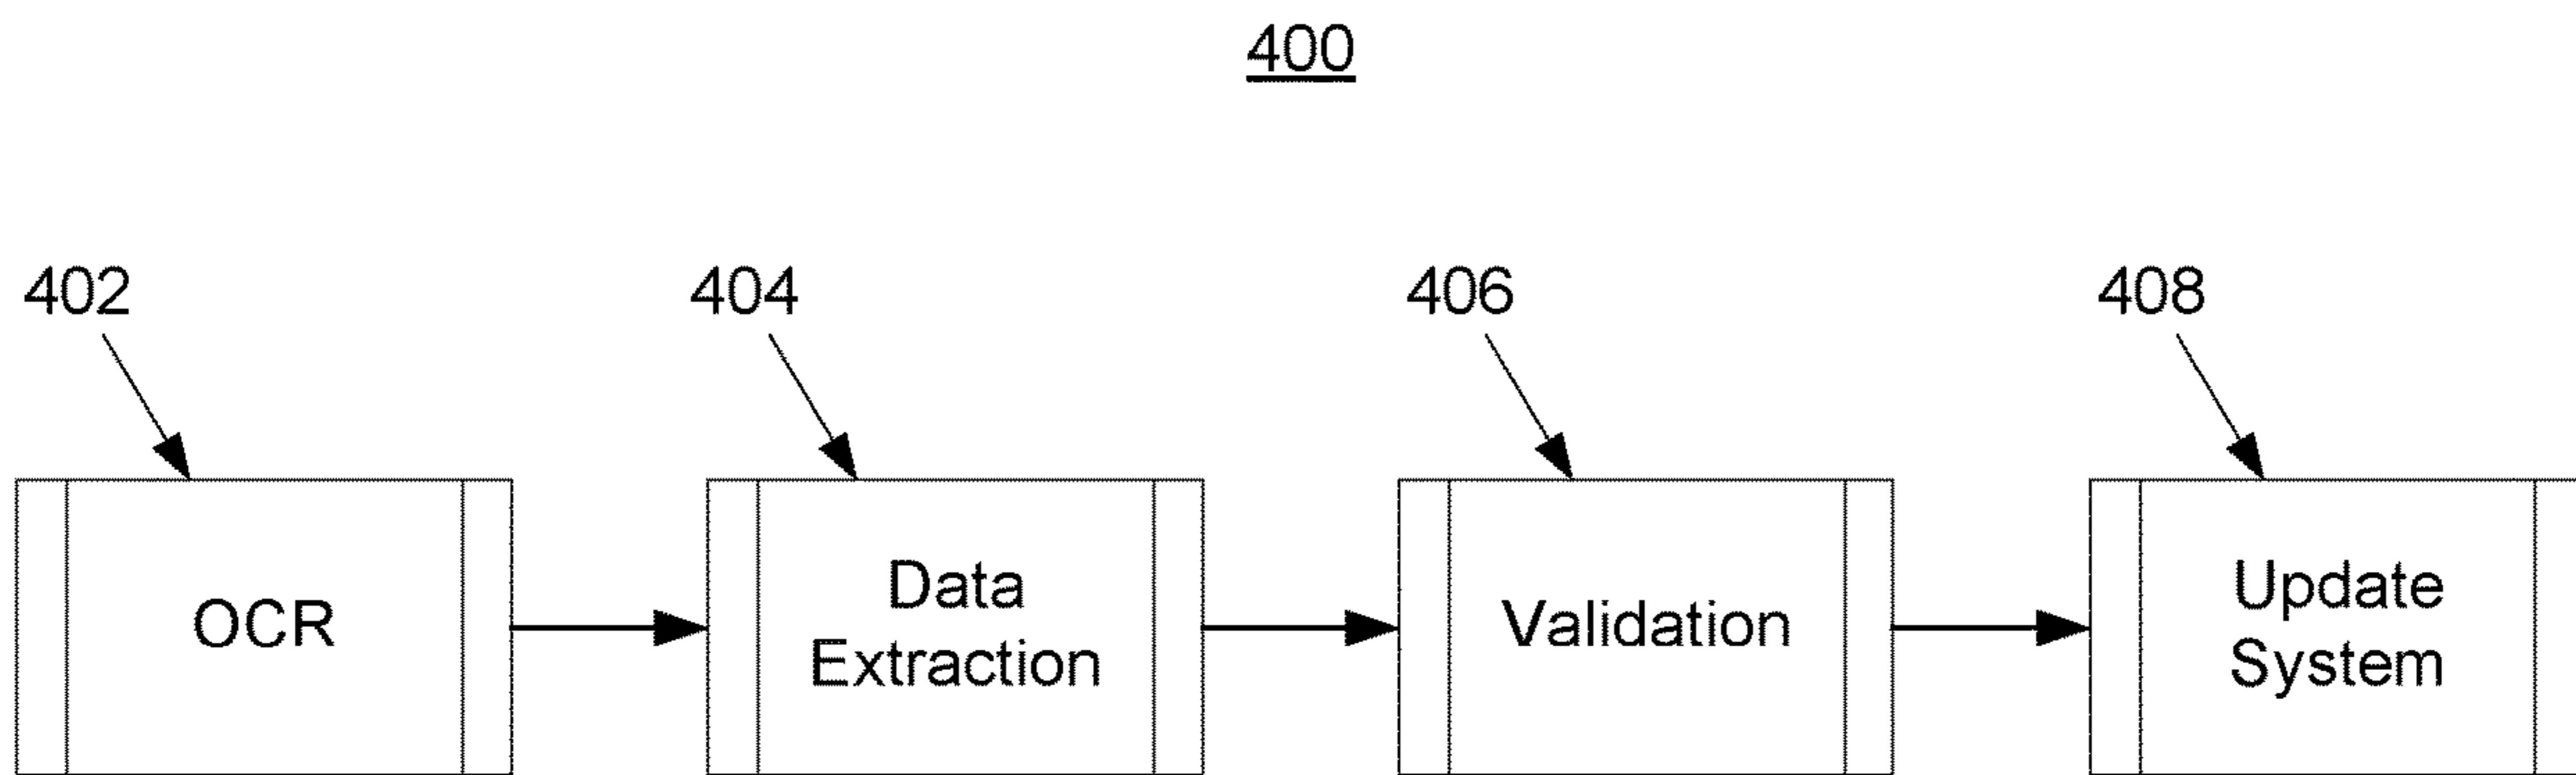 400
402
404
406
408
OCR
Data
Extraction
Validation
Update
System